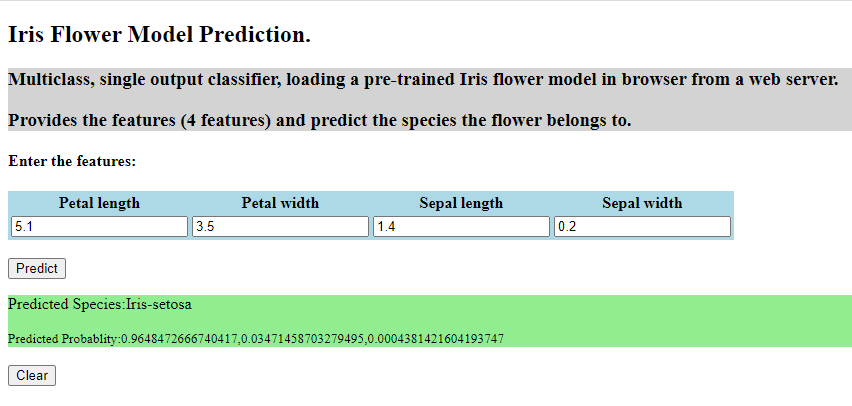 Iris Flower Model Prediction.
Multiclass, single output classifier, loading a pre-trained Iris flower model in browser from a web server.
Provides the features (4 features) and predict the species the flower belongs to.
Enter the features:
Petal length Petal width Sepal length Sepal width
5.1 3.5 1.4 0.2
Predict
Predicted Species:Iris-setosa
Predicted Probablity:0.9648472666740417,0.03471458703279495,0.0004381421604193747
Clear